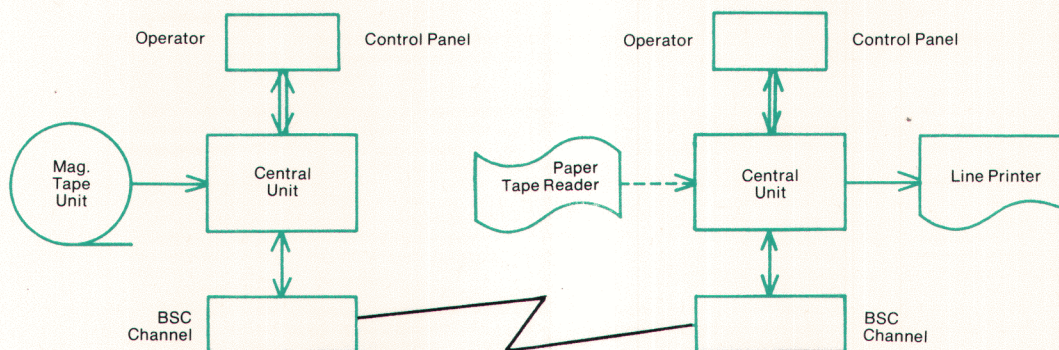 Operator
Control Panel
Operator
Control Panel
Mag.
Tape
Unit
Central
Unit
Paper
Tape Reader
Central
Unit
Line Printer
BSC
Channel
BSC
Channel